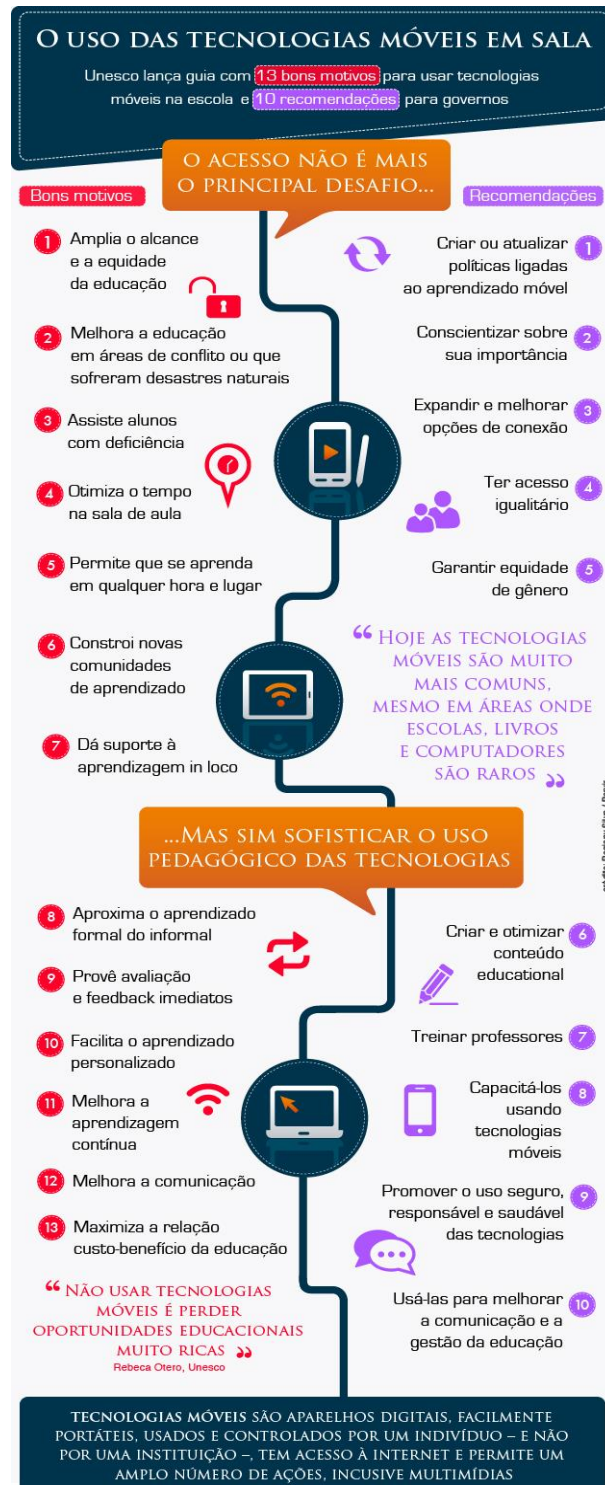 O USO DAS TECNOLOGIAS MÓVEIS EM SALA
Unesco lança guia com 13 bons motivos para usar tecnologias
móveis na escola e 10 recomendações para governos
O ACESSO NÃO É MAIS
O PRINCIPAL DESAFIO...
Bons motivos
1 Amplia o alcance
e a equidade
da educação
2 Melhora a educação
em áreas de conflito ou que
sofreram desastres naturais
3 Assiste alunos
com deficiência
4 Otimiza o tempo
na sala de aula
5 Permite que se aprenda
em qualquer hora e lugar
6 Constroi novas
comunidades
de aprendizado
7 Dá suporte à
aprendizagem in loco
Recomendações
Criar ou atualizar 1
políticas ligadas
ao aprendizado móvel
Conscientizar sobre 2
sua importância
Expandir e melhorar 3
opções de conexão
Ter acesso 4
igualitário
Garantir equidade 5
de gênero
“ HOJE AS TECNOLOGIAS
MÓVEIS SÃO MUITO
MAIS COMUNS,
MESMO EM ÁREAS ONDE
ESCOLAS, LIVROS
E COMPUTADORES
SÃO RAROS ”
...MAS SIM SOFISTICAR O USO
PEDAGÓGICO DAS TECNOLOGIAS
8 Aproxima o aprendizado
formal do informal
9 Provê avaliação
e feedback imediatos
10 Facilita o aprendizado
personalizado
11 Melhora a
aprendizagem
contínua
12 Melhora a comunicação
13 Maximiza a relação
custo-benefício da educação
“ NÃO USAR TECNOLOGIAS
MÓVEIS É PERDER
OPORTUNIDADES EDUCACIONAIS
MUITO RICAS ”
Rebeca Otero, Unesco
Criar e otimizar 6
conteúdo
educational
Treinar professores 7
Capacitá-los 8
usando
tecnologias
móveis
Promover o uso seguro, 9
responsável e saudável
das tecnologias
Usá-las para melhorar 10
a comunicação e a
gestão da educação
TECNOLOGIAS MÓVEIS SÃO APARELHOS DIGITAIS, FACILMENTE
PORTÁTEIS, USADOS E CONTROLADOS POR UM INDIVÍDUO – E NÃO
POR UMA INSTITUIÇÃO –, TEM ACESSO À INTERNET E PERMITE UM
AMPLO NÚMERO DE AÇÕES, INCUSIVE MULTIMÍDIAS